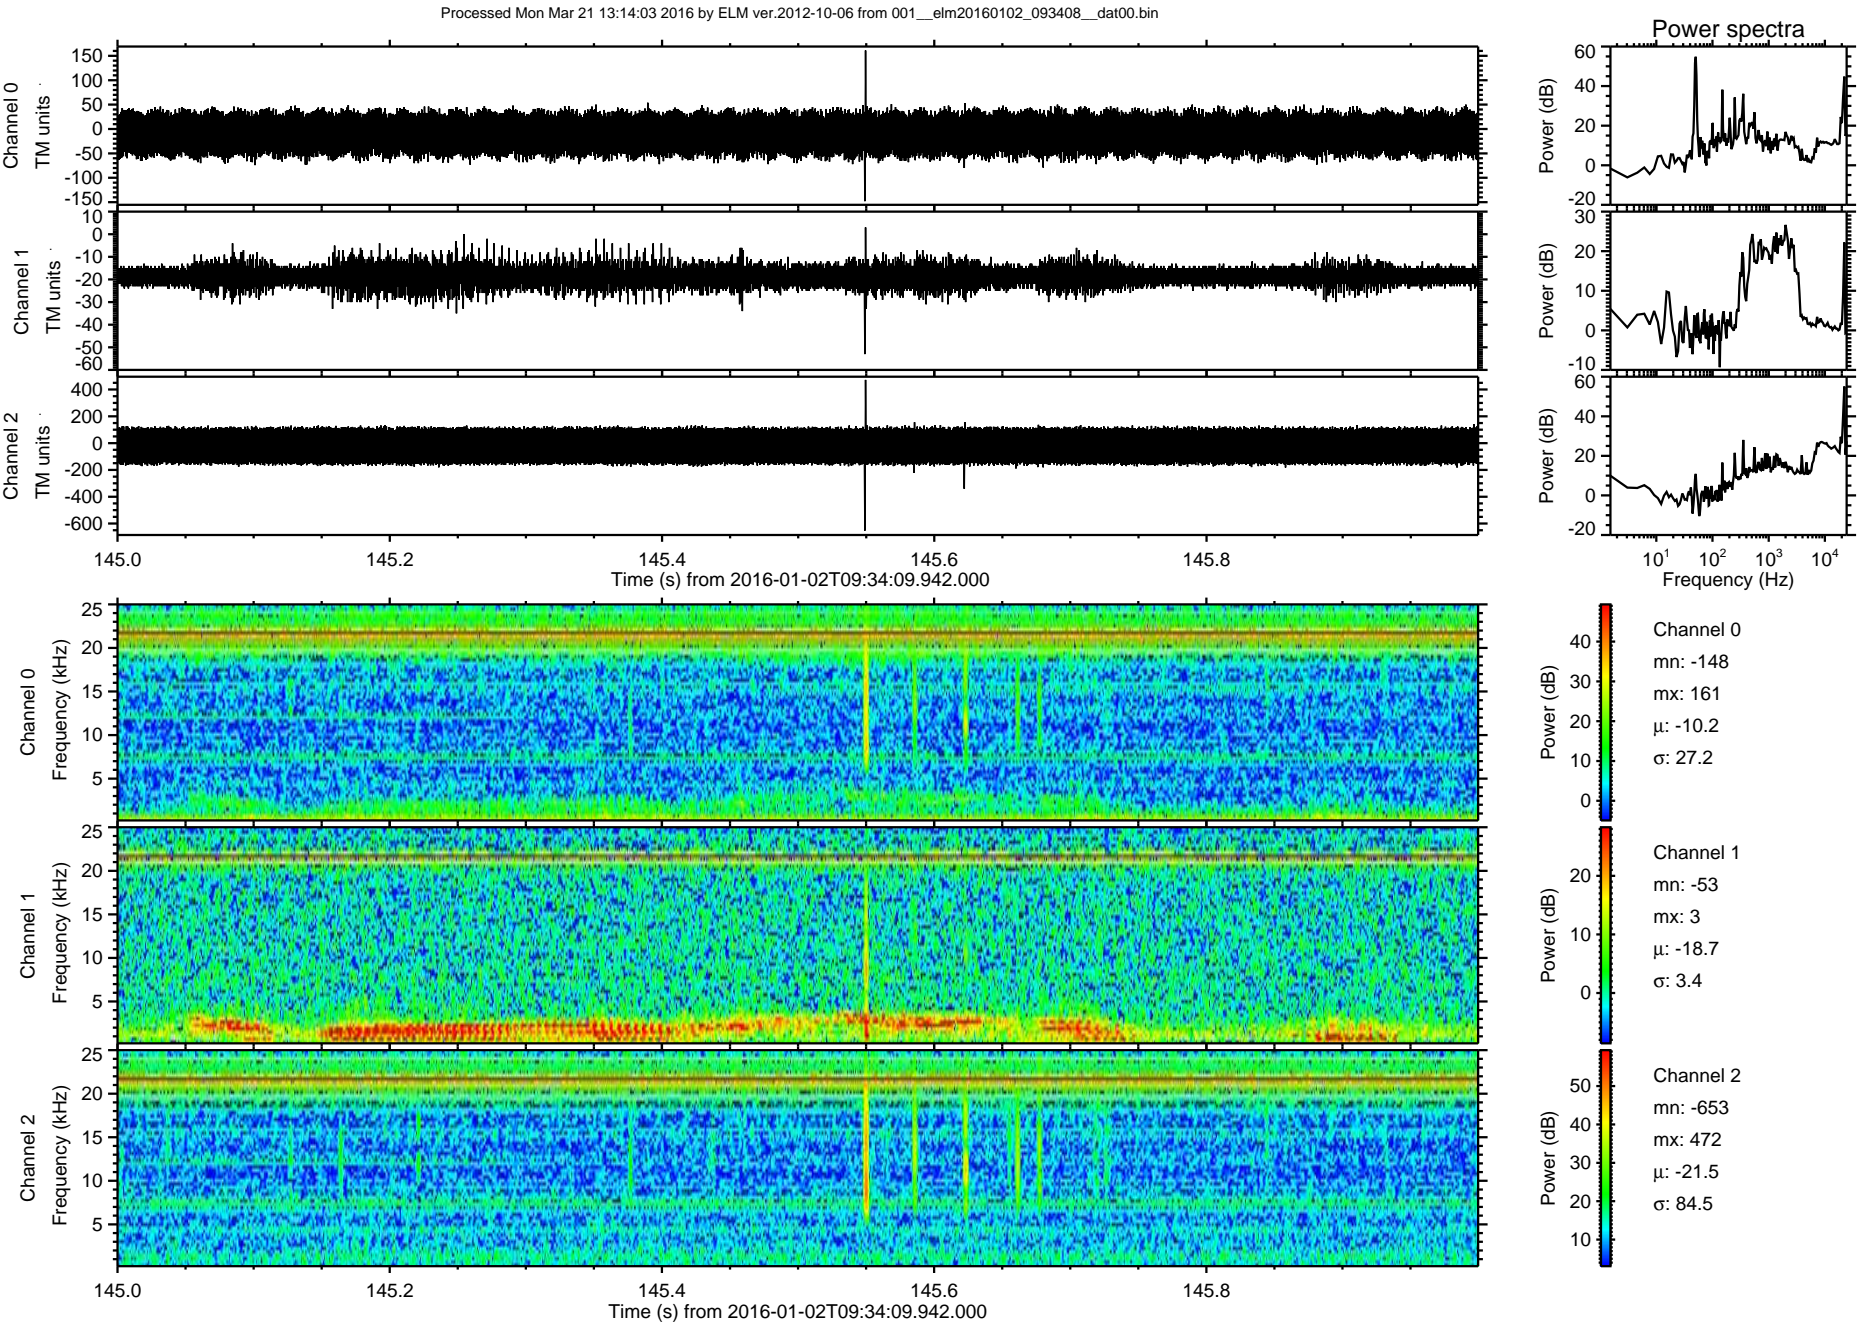 Processed Mon Mar 21 13:14:03 2016 by ELM ver.2012-10-06 from 001__elm20160102_093408__dat00.bin
Power spectra
Channel 0
TM units
150
100
50
0
-50
-100
-150
Power (dB)
60
40
20
0
-20
Channel 1
TM units
10
0
-10
-20
-30
-40
-50
-60
Power (dB)
30
20
10
0
-10
Channel 2
TM units
400
200
0
-200
-400
-600
Power (dB)
60
40
20
0
-20
145.0 145.2 145.4 145.6 145.8
Time (s) from 2016-01-02T09:34:09.942.000
10^1 10^2 10^3 10^4
Frequency (Hz)
Channel 0
Frequency (kHz)
25
20
15
10
5
Power (dB)
40
30
20
10
0
Channel 0
mn: -148
mx: 161
μ: -10.2
σ: 27.2
Channel 1
Frequency (kHz)
25
20
15
10
5
Power (dB)
20
10
0
Channel 1
mn: -53
mx: 3
μ: -18.7
σ: 3.4
Channel 2
Frequency (kHz)
25
20
15
10
5
Power (dB)
50
40
30
20
10
Channel 2
mn: -653
mx: 472
μ: -21.5
σ: 84.5
145.0 145.2 145.4 145.6 145.8
Time (s) from 2016-01-02T09:34:09.942.000